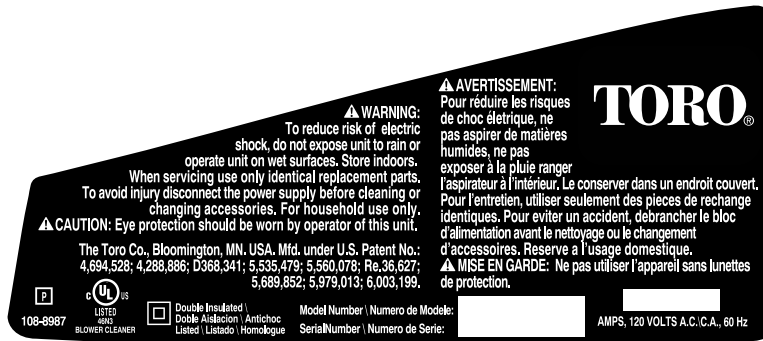 WARNING:
To reduce risk of electric
shock, do not expose unit to rain or
operate unit on wet surfaces. Store indoors.
When servicing use only identical replacement parts.
To avoid injury disconnect the power supply before cleaning or
changing accessories. For household use only.
CAUTION: Eye protection should be worn by operator of this unit.
The Toro Co., Bloomington, MN. USA. Mfd. under U.S. Patent No.:
4,694,528; 4,288,886; D368,341; 5,535,479; 5,560,078; Re.36,627;
5,689,852; 5,979,013; 6,003,199.
AVERTISSEMENT:
Pour réduire les risques
de choc életrique, ne
pas aspirer de matières
humides, ne pas
exposer à la pluie ranger
l'aspirateur à l'intérieur. Le conserver dans un endroit couvert.
Pour l'entretien, utiliser seulement des pieces de rechange
identiques. Pour eviter un accident, debrancher le bloc
d'alimentation avant le nettoyage ou le changement
d'accessoires. Reserve a l'usage domestique.
MISE EN GARDE: Ne pas utiliser l'appareil sans lunettes
de protection.
TORO®
P
108-8987
C UL US
LISTED
46N3
BLOWER CLEANER
Double Insulated \
Doble Aislacion \ Antichoc
Listed \ Listado \ Homologue
Model Number \ Numero de Modele:
SerialNumber \ Numero de Serie:
AMPS, 120 VOLTS A.C.\C.A., 60 Hz